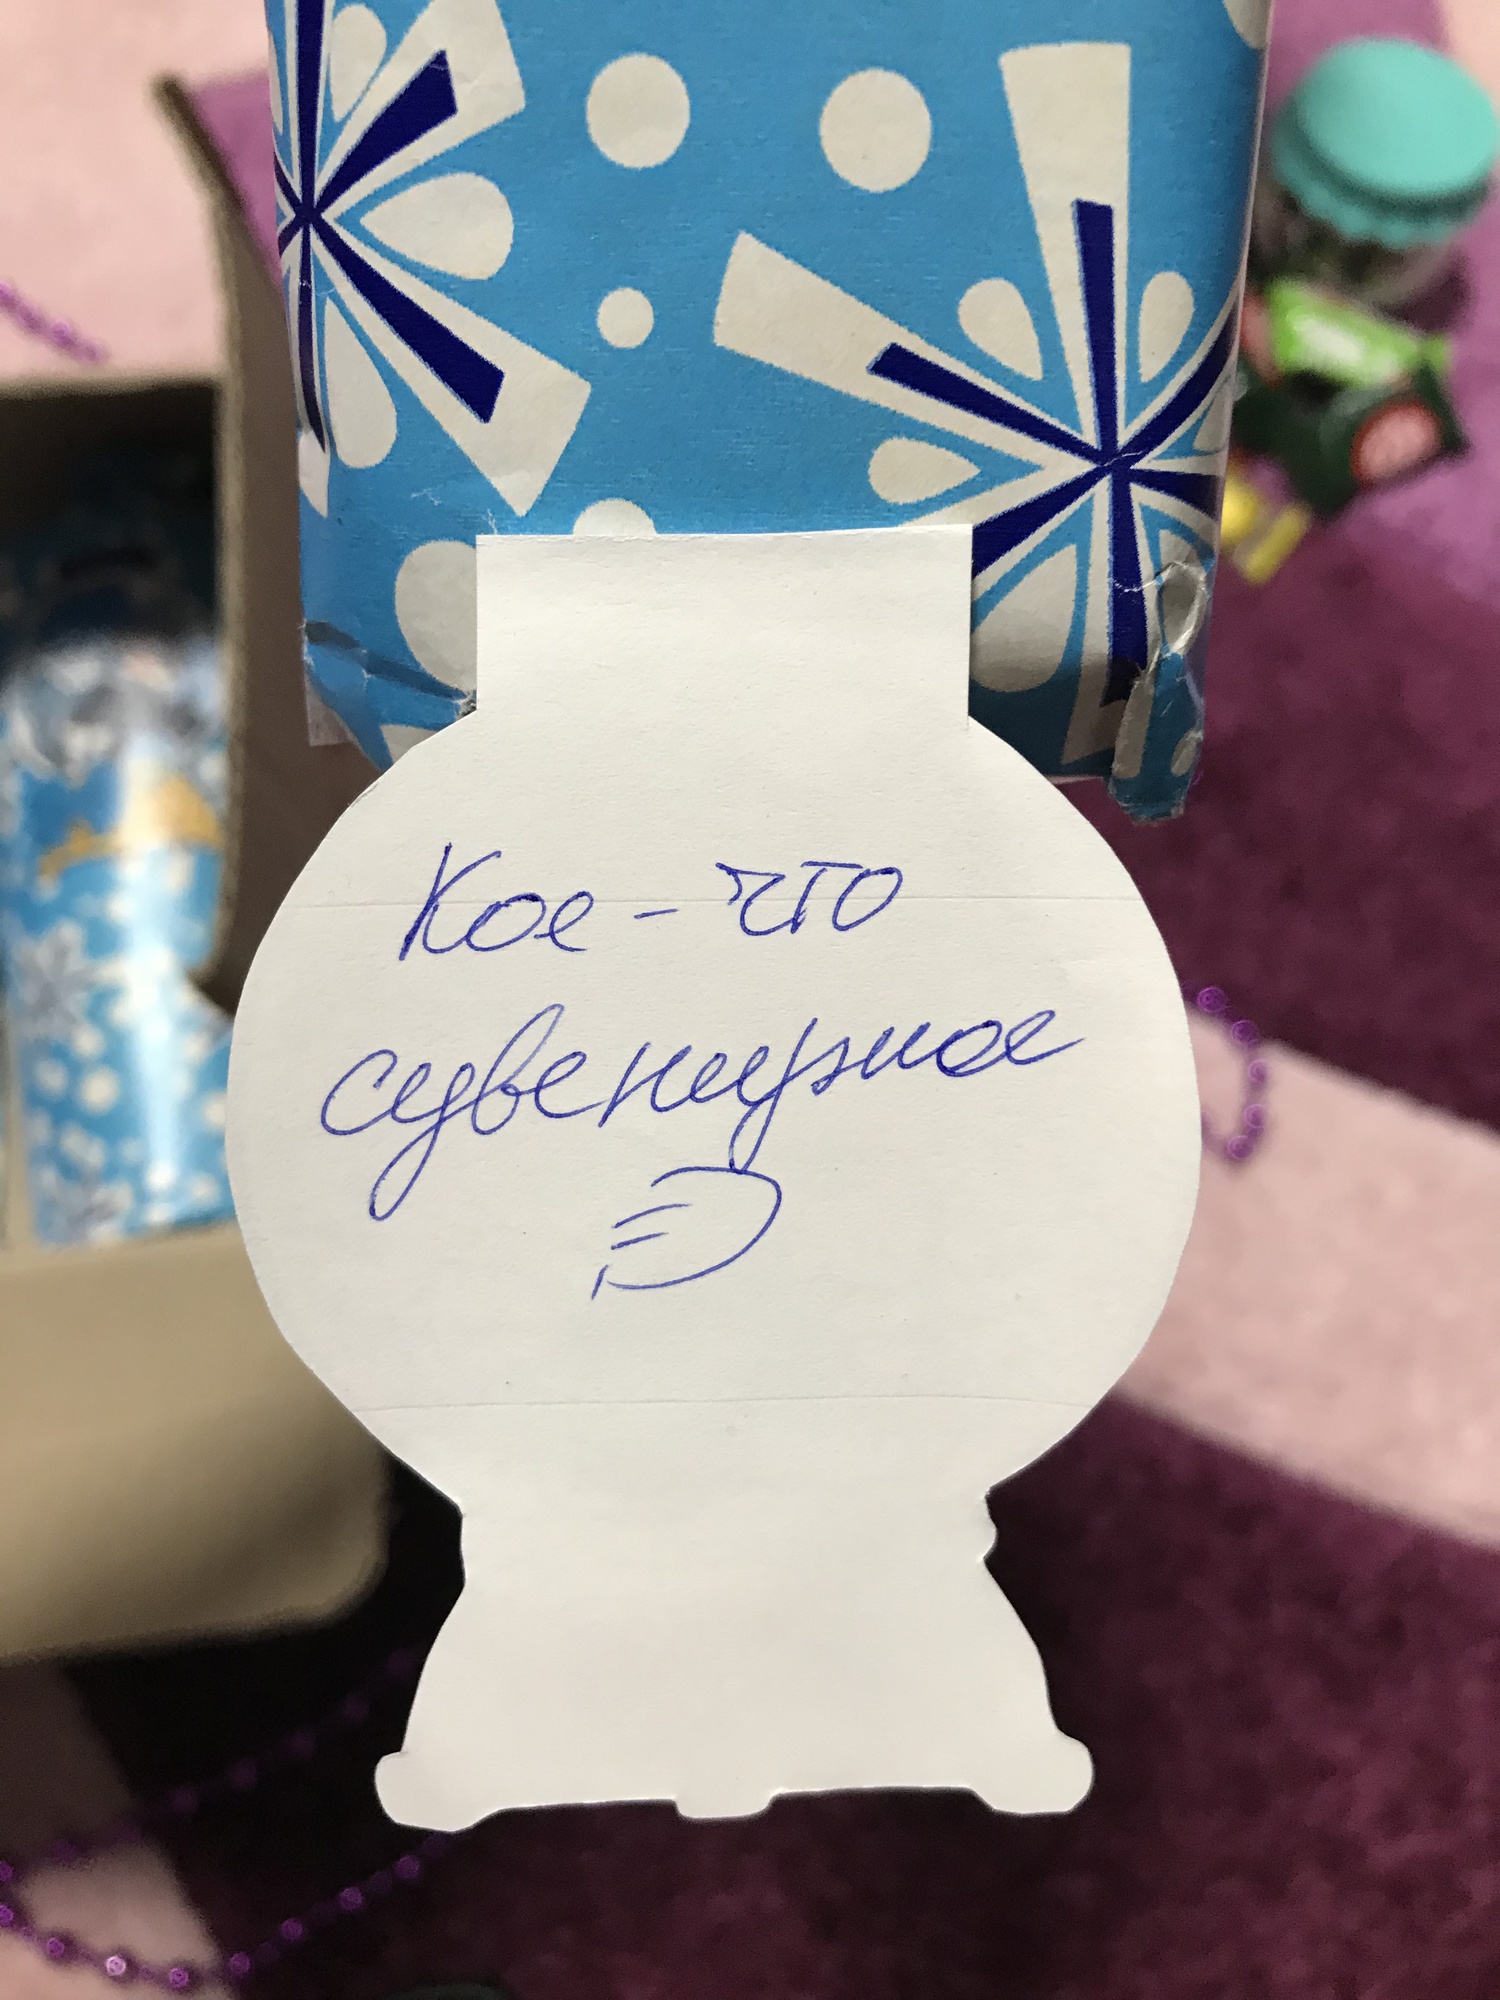 Кое-что
сувенирное
=)